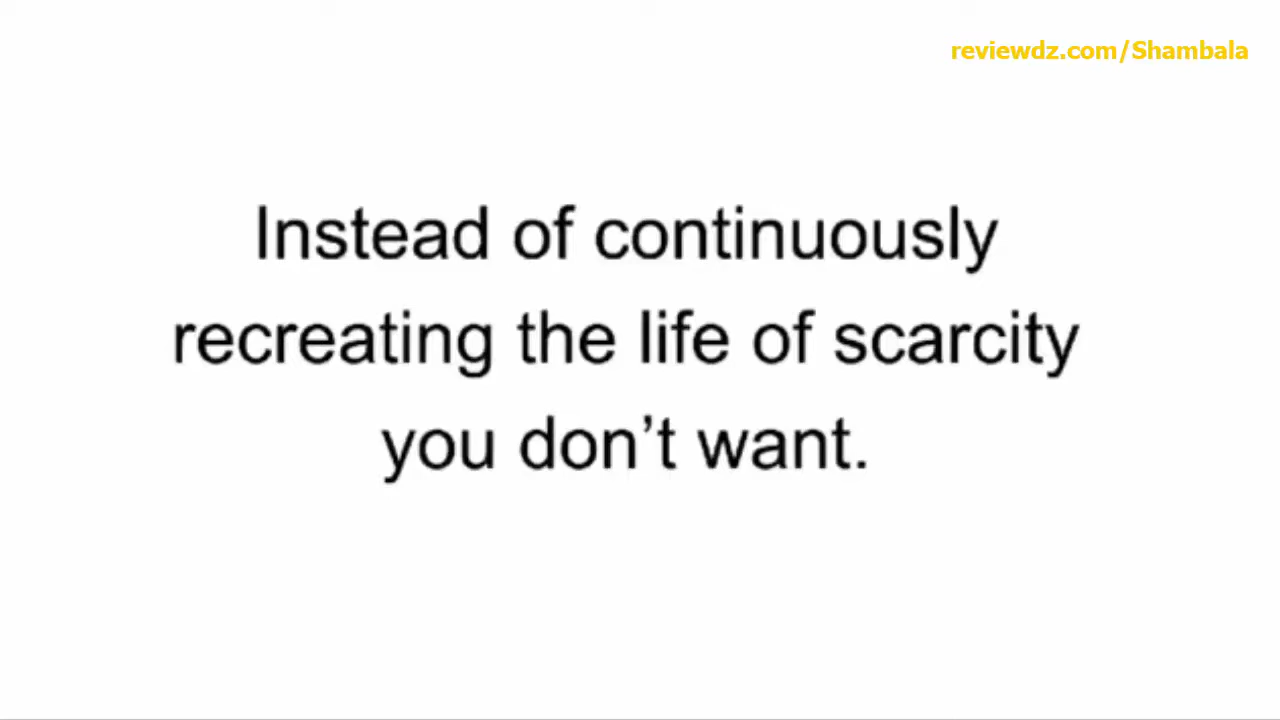 reviewdz.com/Shambala
Instead of continuously
recreating the life of scarcity
you don’t want.